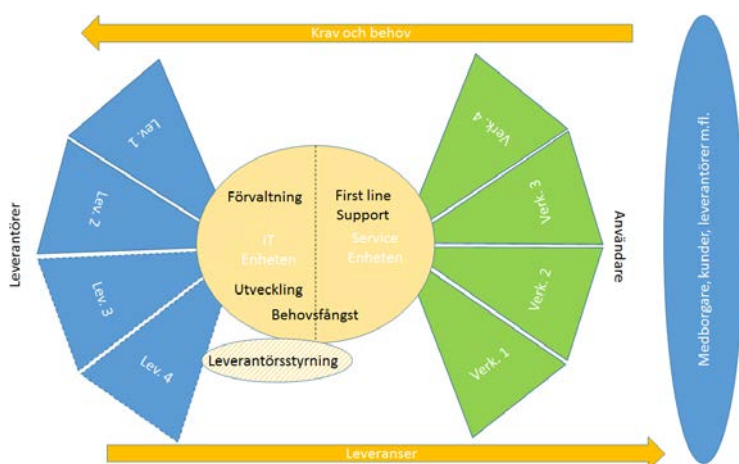 Krav och behov
Leverantörer
Lev. 1
Lev. 2
Lev. 3
Lev. 4
Förvaltning
First line
Support
IT
Enheten
Service
Enheten
Utveckling
Behovsfångst
Leverantörsstyrning
Verk. 4
Verk. 3
Verk. 2
Verk. 1
Användare
Medborgare, kunder, leverantörer m.fl.
Leveranser